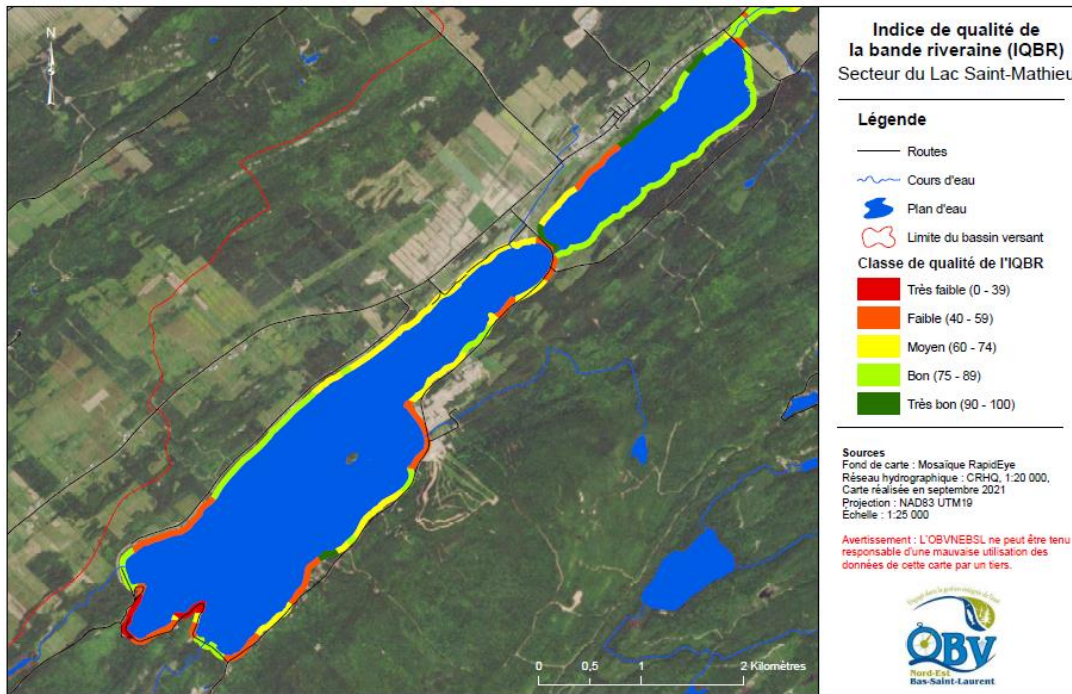 N
Indice de qualité de
la bande riveraine (IQBR)
Secteur du Lac Saint-Mathieu
Légende
Routes
Cours d'eau
Plan d'eau
Limite du bassin versant
Classe de qualité de l'IQBR
Très faible (0 - 39)
Faible (40 - 59)
Moyen (60 - 74)
Bon (75 - 89)
Très bon (90 - 100)
Sources
Fond de carte : Mosaïque RapidEye
Réseau hydrographique : CRHQ, 1:20 000,
Carte réalisée en septembre 2021
Projection : NAD83 UTM19
Échelle : 1:25 000
Avertissement : L'OBVNEBSL ne peut être tenu
responsable d'une mauvaise utilisation des
données de cette carte par un tiers.
OBV
Nord-Est
Bas-Saint-Laurent
0 0,5 1 2 Kilomètres